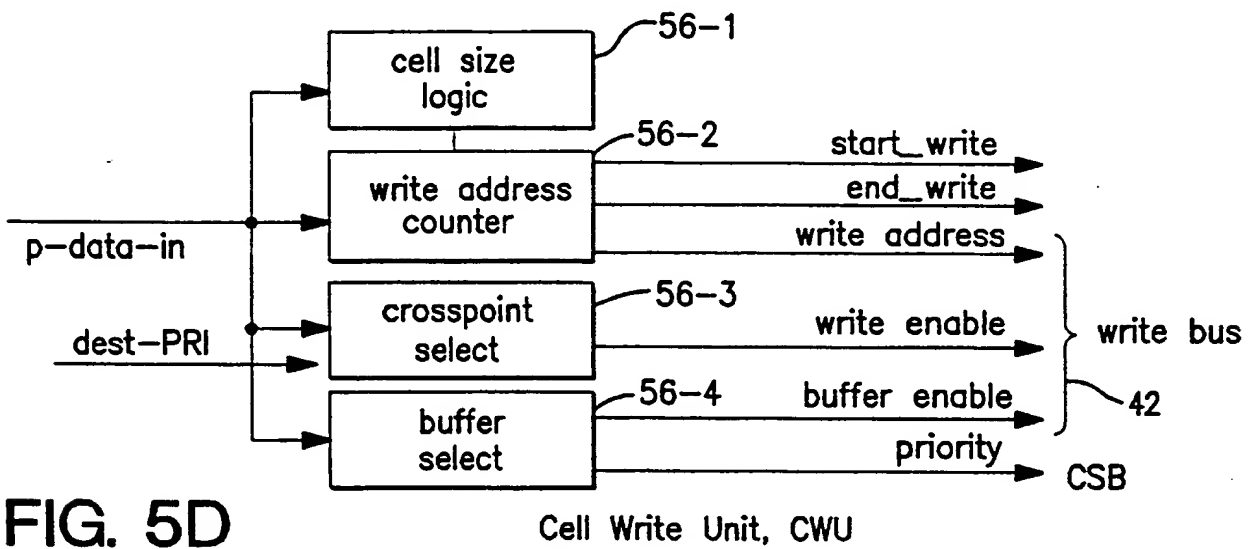 56-1
cell size
logic
56-2
start_write
write address
counter
end_write
p-data-in
write address
56-3
crosspoint
select
dest-PRI
write enable
write bus
56-4
buffer enable
42
buffer
select
priority
CSB
FIG. 5D
Cell Write Unit, CWU